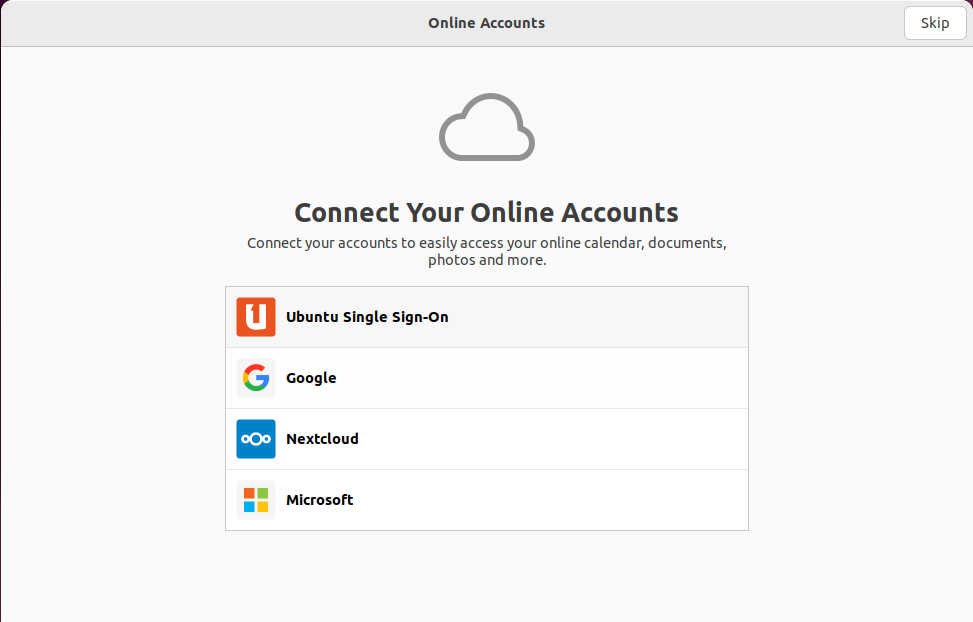 Online Accounts
Skip
Connect Your Online Accounts
Connect your accounts to easily access your online calendar, documents,
photos and more.
Ubuntu Single Sign-On
Google
Nextcloud
Microsoft